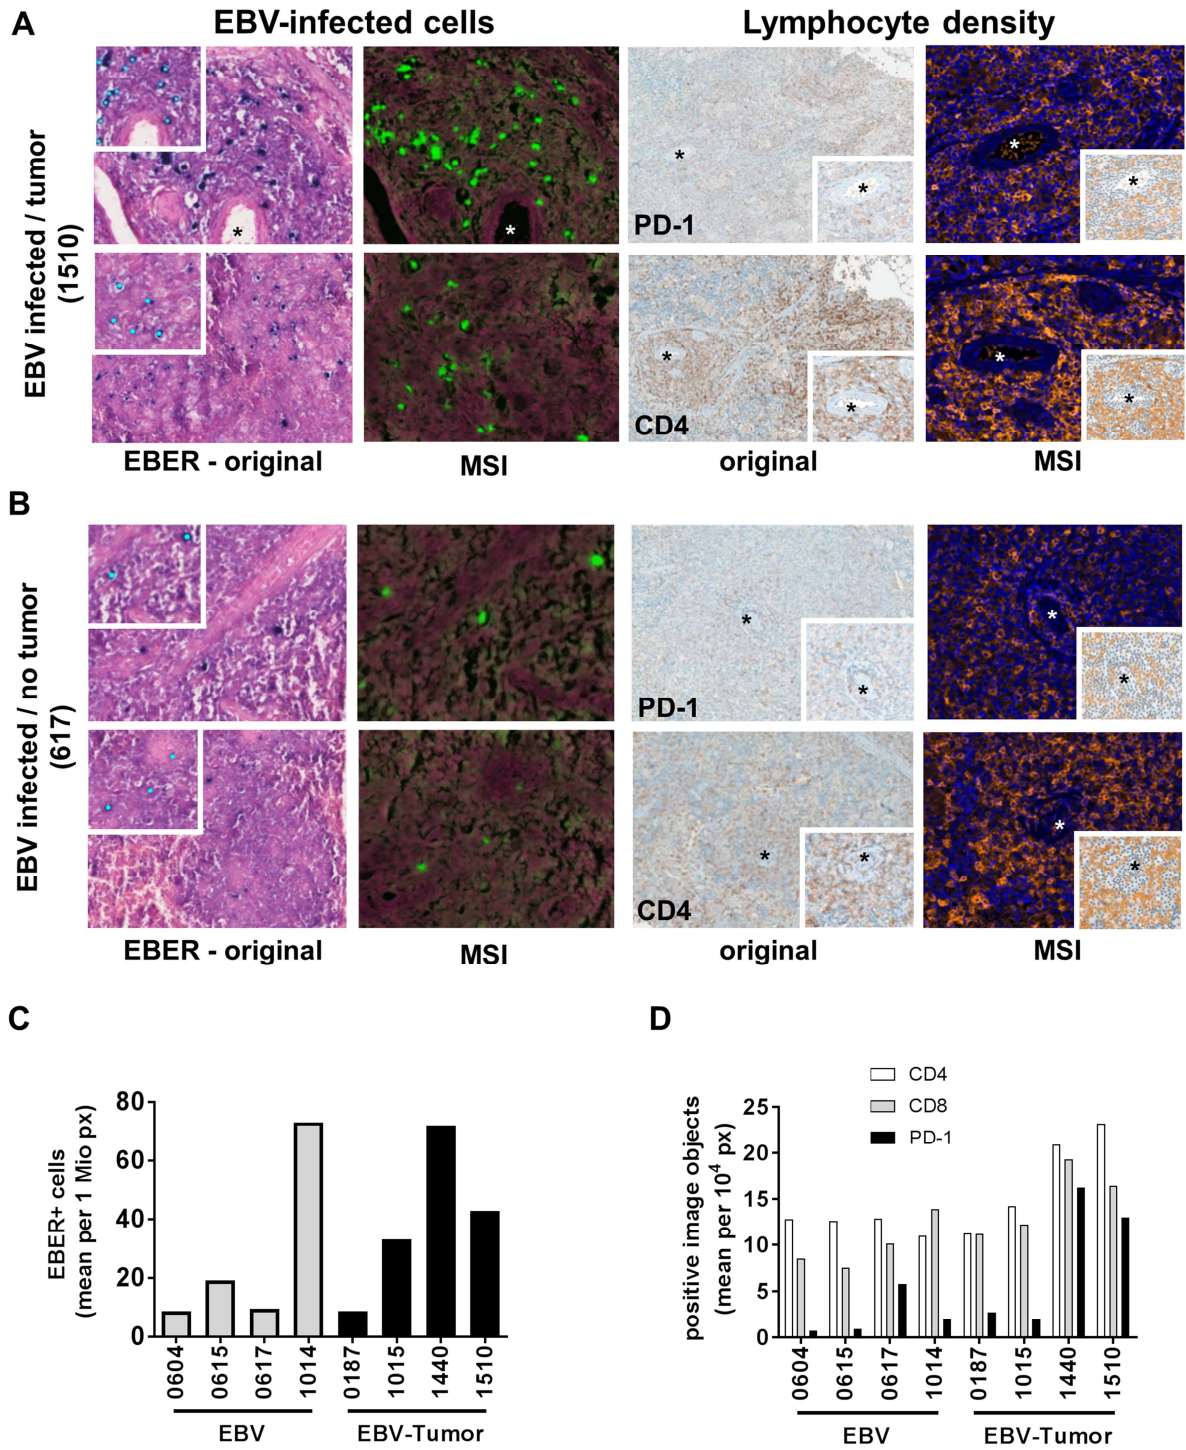 A
EBV-infected cells
Lymphocyte density
EBV infected / tumor
(1510)
*
*
*
*
PD-1
*
*
*
*
CD4
*
*
EBER - original
MSI
original
MSI
B
EBV infected / no tumor
(617)
*
*
PD-1
*
*
*
*
CD4
*
*
EBER - original
MSI
original
MSI
C
EBER+ cells
(mean per 1 Mio px)
80
60
40
20
0
0604
0615
0617
1014
0187
1015
1440
1510
EBV
EBV-Tumor
D
CD4
CD8
PD-1
positive image objects
(mean per 10⁴ px)
25
20
15
10
5
0
0604
0615
0617
1014
0187
1015
1440
1510
EBV
EBV-Tumor